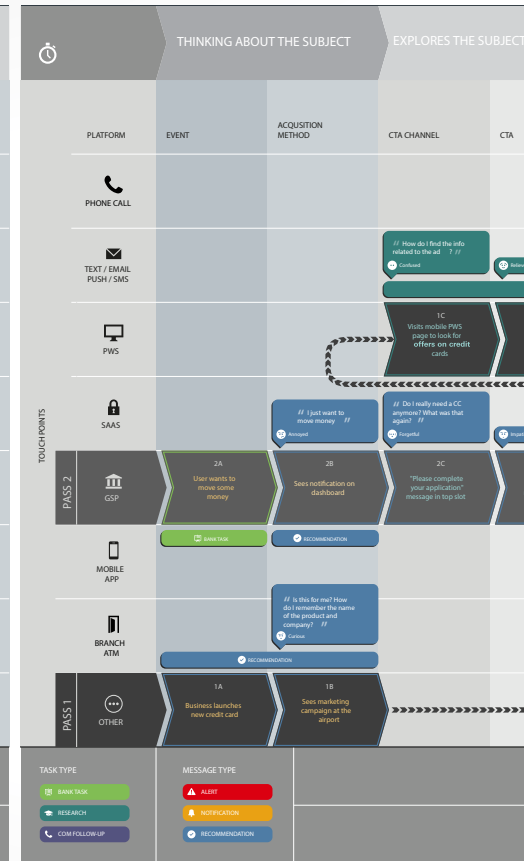 THINKING ABOUT THE SUBJECT
EXPLORES THE SUBJECT
PLATFORM
EVENT
ACQUSITION
METHOD
CTA CHANNEL
CTA
TOUCH POINTS
PHONE CALL
TEXT / EMAIL
PUSH / SMS
" How do I find the info
related to the ad ? "
Confused
PWS
1C
Visits mobile PWS
page to look for
offers on credit
cards
SAAS
" I just want to
move money "
Annoyed
" Do I really need a CC
anymore? What was that
again? "
Forgetful
PASS 2
GSP
2A
User wants to
move some
money
2B
Sees notification on
dashboard
2C
"Please complete
your application"
message in top slot
BANK TASK
RECOMMENDATION
MOBILE
APP
BRANCH
ATM
" Is this for me? How
do I remember the name
of the product and
company? "
Curious
RECOMMENDATION
PASS 1
OTHER
1A
Business launches
new credit card
1B
Sees marketing
campaign at the
airport
TASK TYPE
BANK TASK
RESEARCH
COM FOLLOW-UP
MESSAGE TYPE
ALERT
NOTIFICATION
RECOMMENDATION